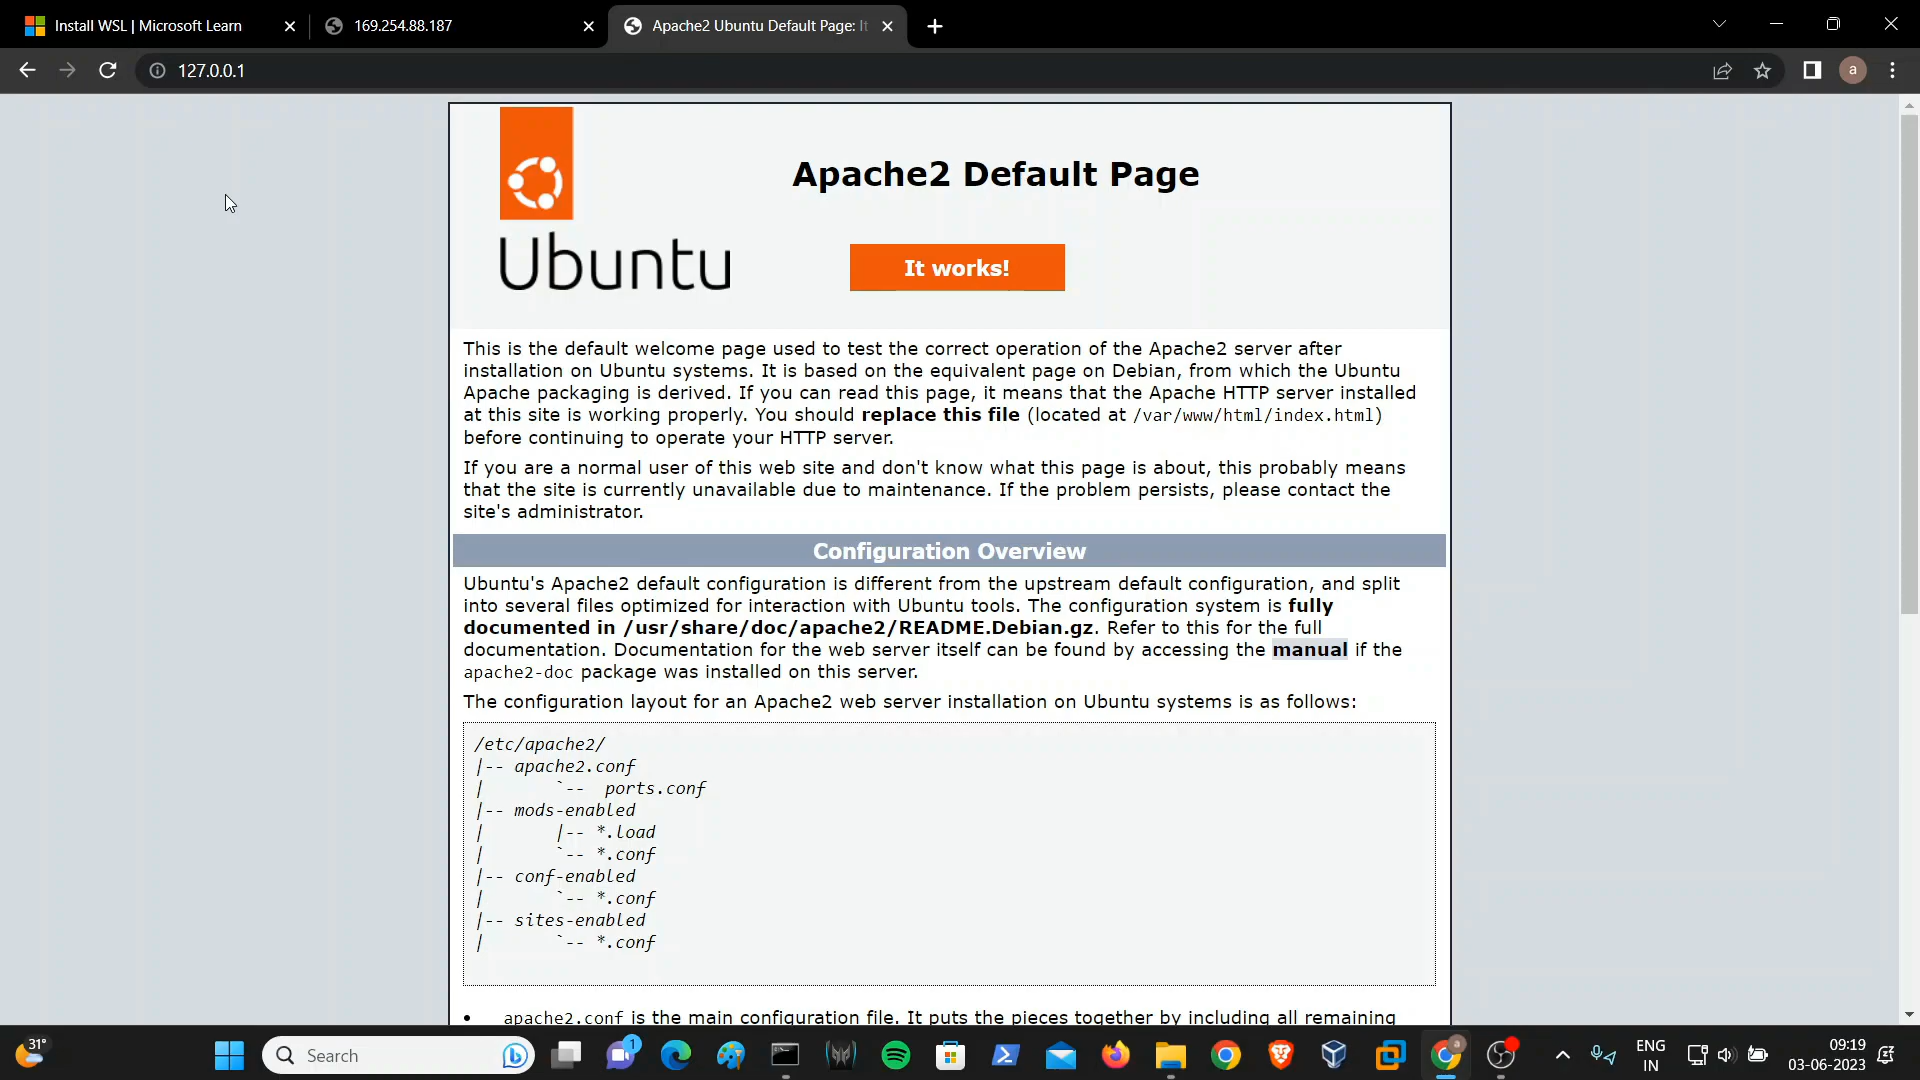 Install WSL | Microsoft Learn
169.254.88.187
Apache2 Ubuntu Default Page: It
127.0.0.1
a
Apache2 Default Page
Ubuntu
It works!
This is the default welcome page used to test the correct operation of the Apache2 server after
installation on Ubuntu systems. It is based on the equivalent page on Debian, from which the Ubuntu
Apache packaging is derived. If you can read this page, it means that the Apache HTTP server installed
at this site is working properly. You should replace this file (located at /var/www/html/index.html)
before continuing to operate your HTTP server.
If you are a normal user of this web site and don't know what this page is about, this probably means
that the site is currently unavailable due to maintenance. If the problem persists, please contact the
site's administrator.
Configuration Overview
Ubuntu's Apache2 default configuration is different from the upstream default configuration, and split
into several files optimized for interaction with Ubuntu tools. The configuration system is fully
documented in /usr/share/doc/apache2/README.Debian.gz. Refer to this for the full
documentation. Documentation for the web server itself can be found by accessing the manual if the
apache2-doc package was installed on this server.
The configuration layout for an Apache2 web server installation on Ubuntu systems is as follows:
/etc/apache2/
|-- apache2.conf
|       `--  ports.conf
|-- mods-enabled
|       |-- *.load
|       `-- *.conf
|-- conf-enabled
|       `-- *.conf
|-- sites-enabled
|       `-- *.conf
• apache2.conf is the main configuration file. It puts the pieces together by including all remaining
31°
Search
1
a
ENG
IN
09:19
03-06-2023